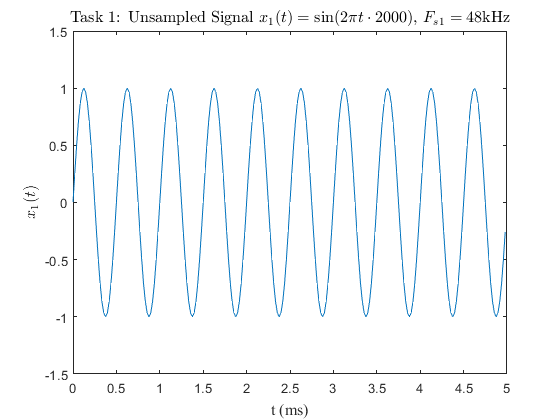 Task 1: Unsampled Signal x₁(t) = sin(2πt · 2000), Fₛ₁ = 48kHz
1.5
1
0.5
0
-0.5
-1
-1.5
x₁(t)
0 0.5 1 1.5 2 2.5 3 3.5 4 4.5 5
t (ms)